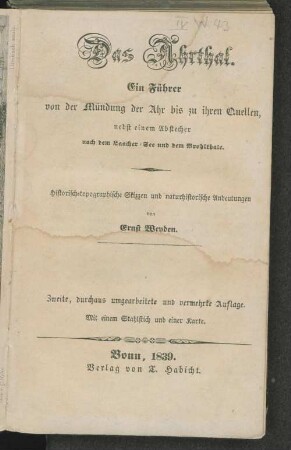 Das Ahrthal.
Ein Führer
von der Mündung der Ahr bis zu ihren Quellen,
nebst einem Abstecher
nach dem Laacher-See und dem Brohlthale.
Historisch-topographische Skizzen und naturhistorische Andeutungen
von
Ernst Weyden.
Zweite, durchaus umgearbeitete und vermehrte Auflage.
Mit einem Stahlstich und einer Karte.
Bonn, 1839.
Verlag von T. Habicht.